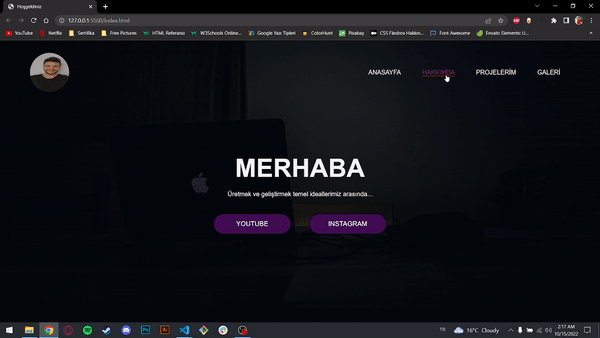 Hoşgeldiniz
127.0.0.1:5500/index.html
YouTube Netflix Sertifika Free Pictures HTML Referansı W3Schools Online... Google Yazı Tipleri ColorHunt Pixabay CSS Flexbox Hakkın... Font Awesome Envato Elements: U...
ANASAYFA HAKKIMDA PROJELERİM GALERİ
MERHABA
Üretmek ve geliştirmek temel ideallerimiz arasında...
YOUTUBE INSTAGRAM
16°C Cloudy
2:17 AM
10/15/2022